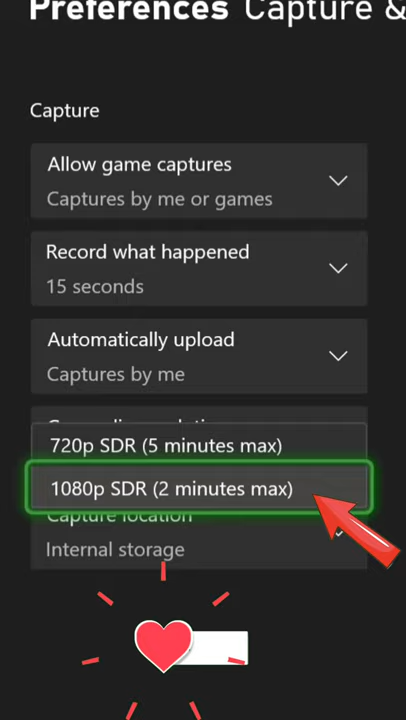 Preferences Capture &
Capture
Allow game captures
Captures by me or games
Record what happened
15 seconds
Automatically upload
Captures by me
720p SDR (5 minutes max)
1080p SDR (2 minutes max)
Capture location
Internal storage